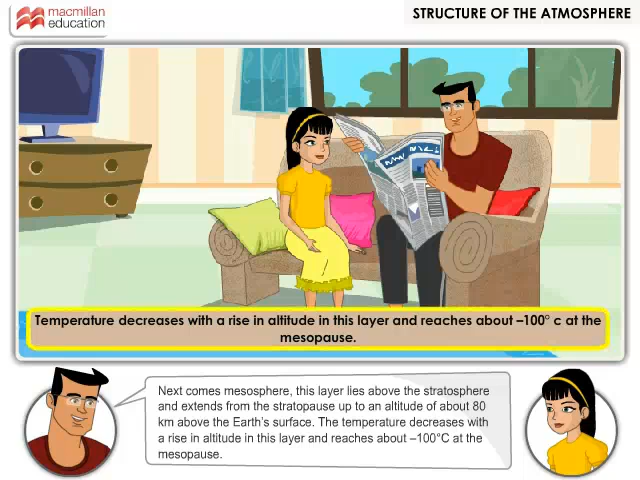 macmillan
education
STRUCTURE OF THE ATMOSPHERE
Temperature decreases with a rise in altitude in this layer and reaches about –100° c at the
mesopause.
Next comes mesosphere, this layer lies above the stratosphere
and extends from the stratopause up to an altitude of about 80
km above the Earth's surface. The temperature decreases with
a rise in altitude in this layer and reaches about –100°C at the
mesopause.